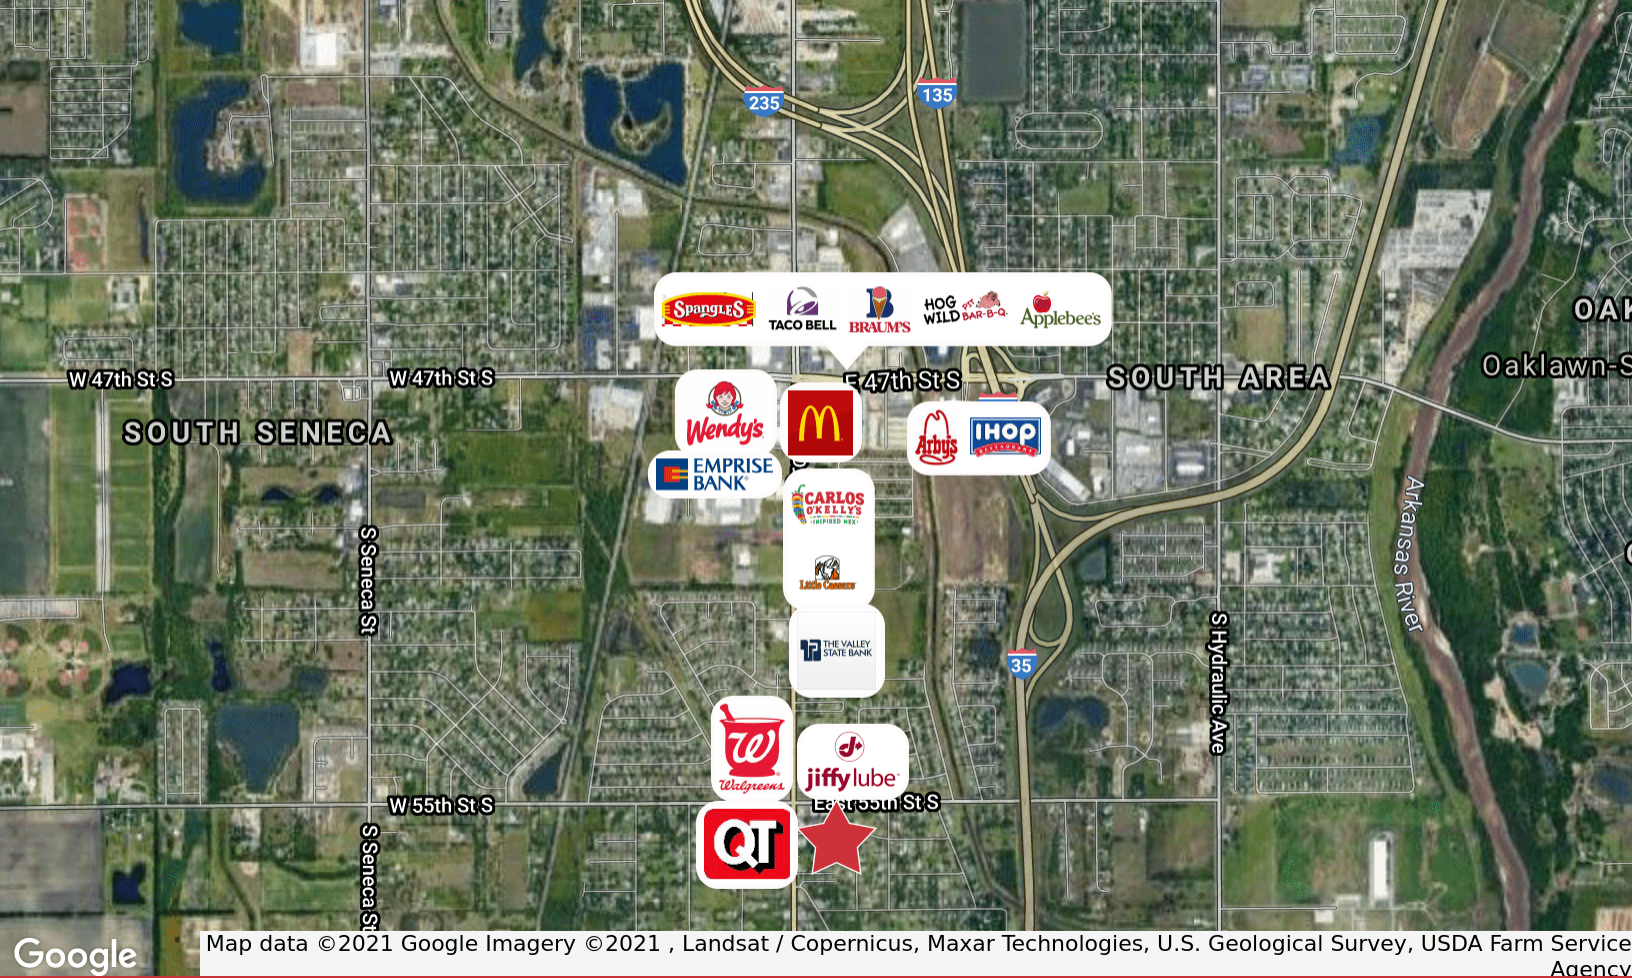 235
135
SPANGLES
TACO BELL
B
BRAUM'S
HOG WILD
PIT BAR-B-Q.
Applebee's
OAK
Oaklawn-S
W 47th St S
W 47th St S
E 47th St S
SOUTH AREA
SOUTH SENECA
Wendy's
M
Arby's
IHOP
RESTAURANT
EMPRISE
BANK
CARLOS
O'KELLY'S
·INSPIRED MEX·
Little Caesars
S Seneca St
Arkansas River
S Hydraulic Ave
THE VALLEY
STATE BANK
35
W
Walgreens
jiffy lube
W 55th St S
East 55th St S
QT
S Seneca St
Google
Map data ©2021 Google Imagery ©2021 , Landsat / Copernicus, Maxar Technologies, U.S. Geological Survey, USDA Farm Service
Agency